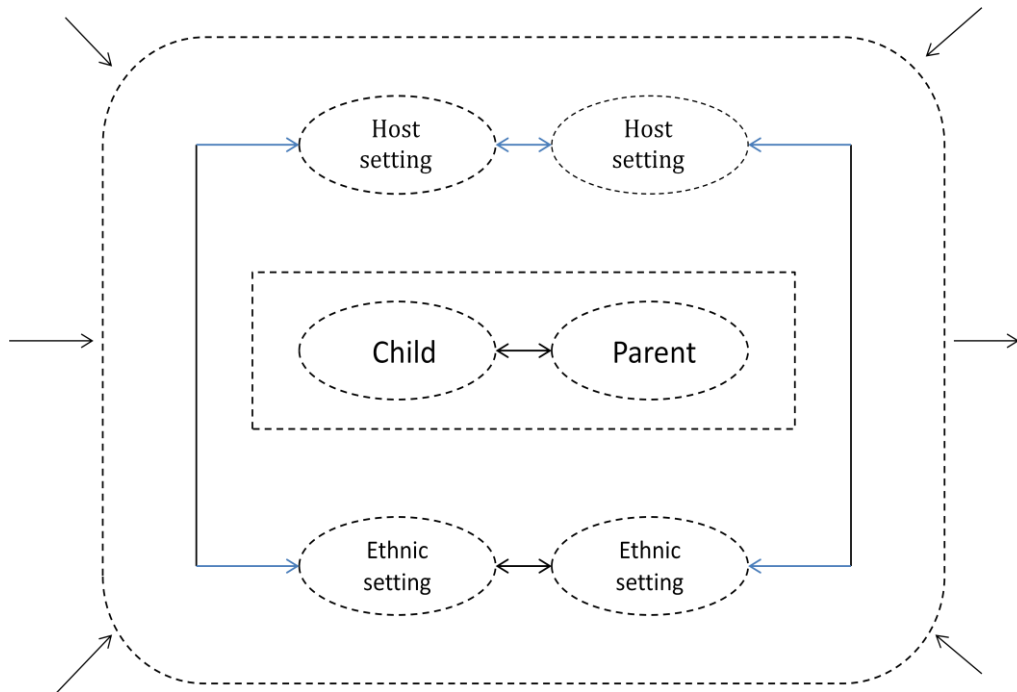 Host
setting
Host
setting
Child
Parent
Ethnic
setting
Ethnic
setting